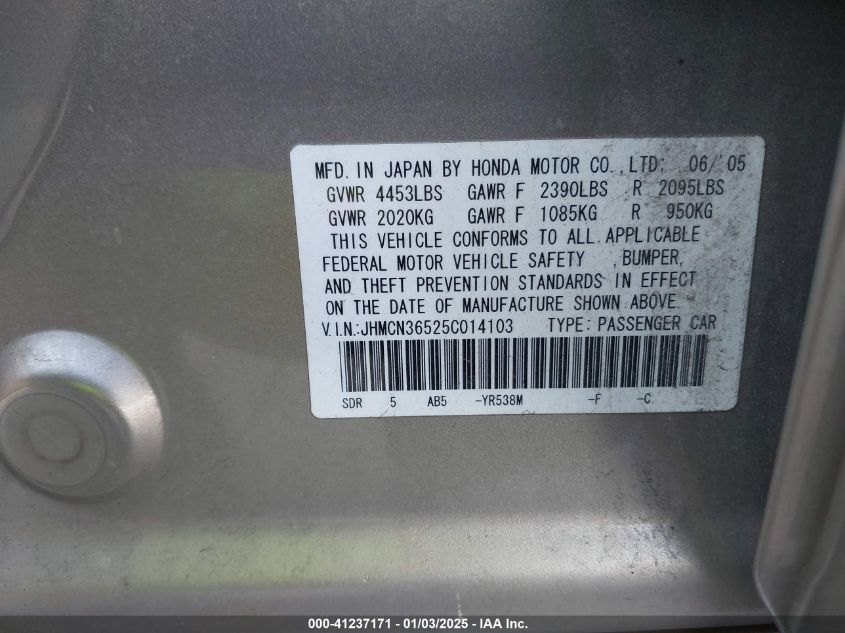 MFD. IN JAPAN BY HONDA MOTOR CO.,LTD. 06/'05
GVWR 4453LBS GAWR F 2390LBS R 2095LBS
GVWR 2020KG GAWR F 1085KG R 950KG
THIS VEHICLE CONFORMS TO ALL APPLICABLE
FEDERAL MOTOR VEHICLE SAFETY ,BUMPER,
AND THEFT PREVENTION STANDARDS IN EFFECT
ON THE DATE OF MANUFACTURE SHOWN ABOVE.
V.I.N.:JHMCN36525C014103 TYPE: PASSENGER CAR
SDR 5 AB5 -YR538M -F -C
000-41237171 — 01/03/2025 — IAA Inc.